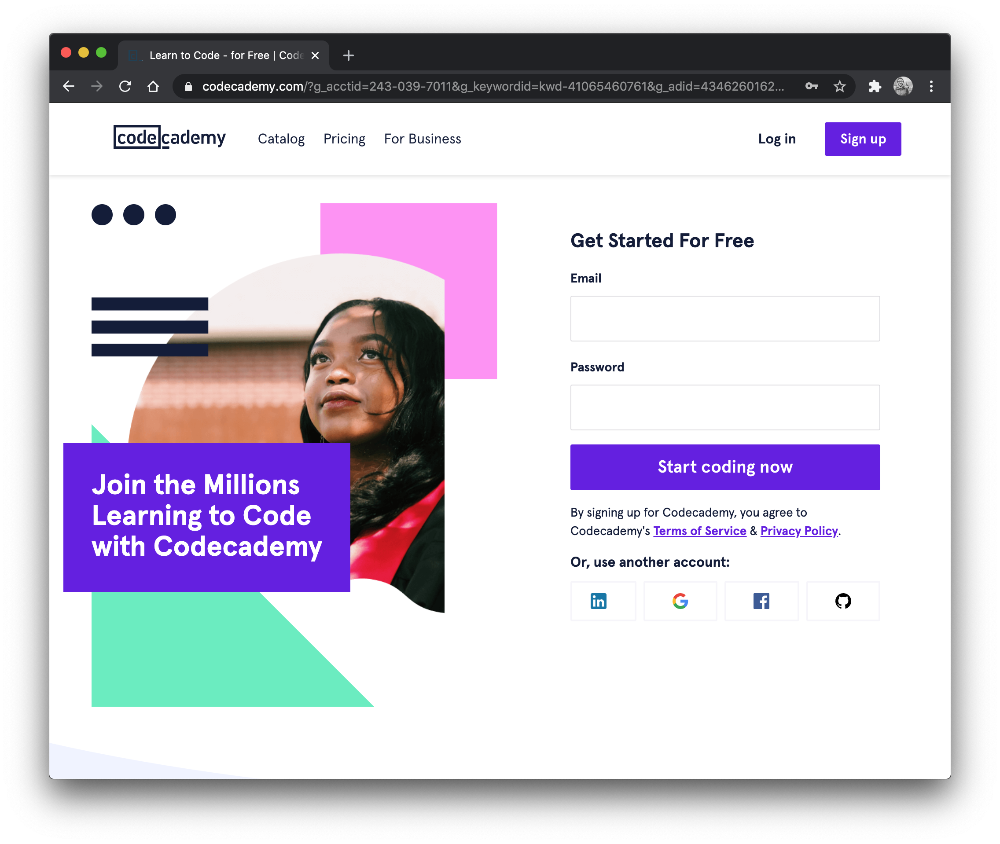 Learn to Code - for Free | Code
codecademy.com/?g_acctid=243-039-7011&g_keywordid=kwd-41065460761&g_adid=4346260162...
codecademy Catalog Pricing For Business Log in Sign up
Join the Millions
Learning to Code
with Codecademy
Get Started For Free
Email
Password
Start coding now
By signing up for Codecademy, you agree to
Codecademy's Terms of Service & Privacy Policy.
Or, use another account: